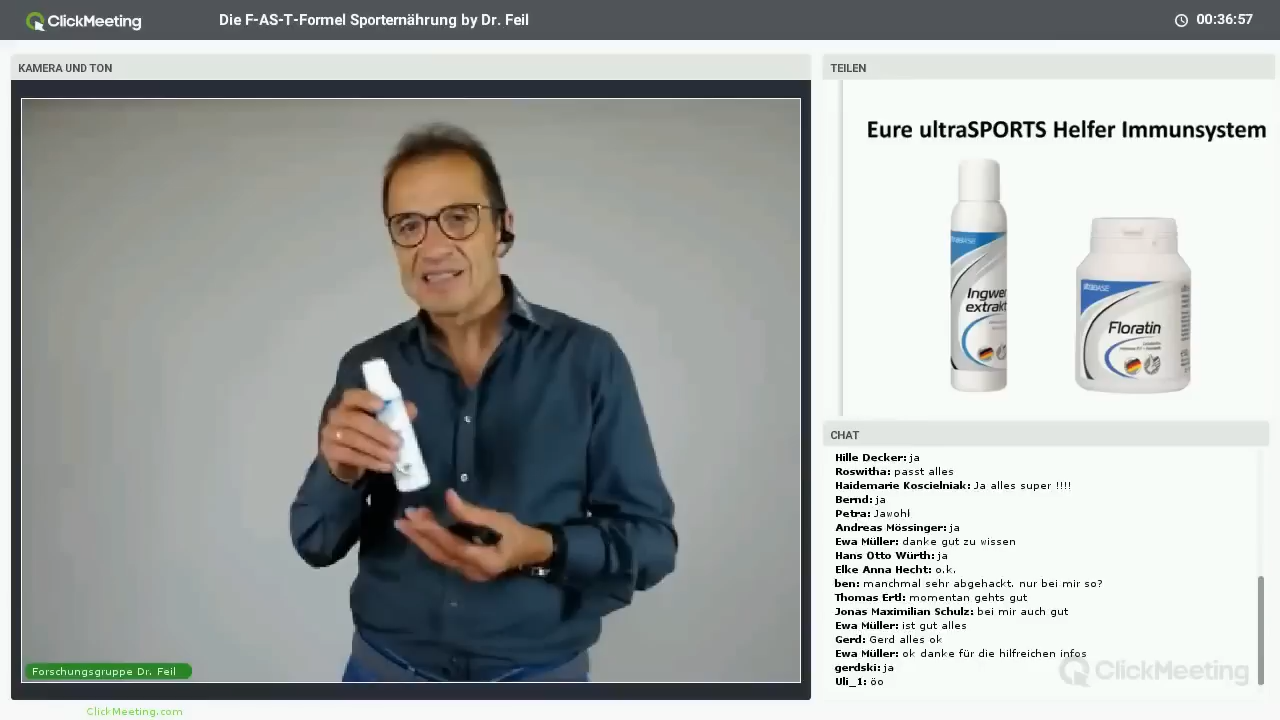 ClickMeeting
Die F-AS-T-Formel Sporternährung by Dr. Feil
00:36:57
KAMERA UND TON
Forschungsgruppe Dr. Feil
ClickMeeting.com
TEILEN
Eure ultraSPORTS Helfer Immunsystem
Ingwer
extrakt
Floratin
CHAT
Hille Decker: ja
Roswitha: passt alles
Haidemarie Koscielniak: Ja alles super !!!!
Bernd: ja
Petra: Jawohl
Andreas Mössinger: ja
Ewa Müller: danke gut zu wissen
Hans Otto Würth: ja
Elke Anna Hecht: o.k.
ben: manchmal sehr abgehackt. nur bei mir so?
Thomas Ertl: momentan gehts gut
Jonas Maximilian Schulz: bei mir auch gut
Ewa Müller: ist gut alles
Gerd: Gerd alles ok
Ewa Müller: ok danke für die hilfreichen infos
gerdski: ja
Uli_1: öo
ClickMeeting